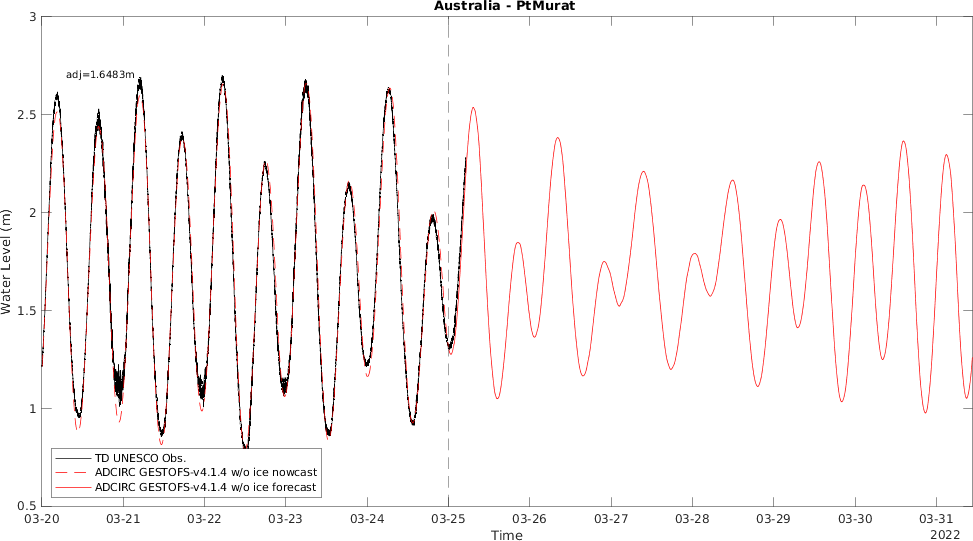 Australia - PtMurat
adj=1.6483m
3
2.5
2
1.5
1
0.5
Water Level (m)
TD UNESCO Obs.
ADCIRC GESTOFS-v4.1.4 w/o ice nowcast
ADCIRC GESTOFS-v4.1.4 w/o ice forecast
03-20 03-21 03-22 03-23 03-24 03-25 03-26 03-27 03-28 03-29 03-30 03-31
Time
2022